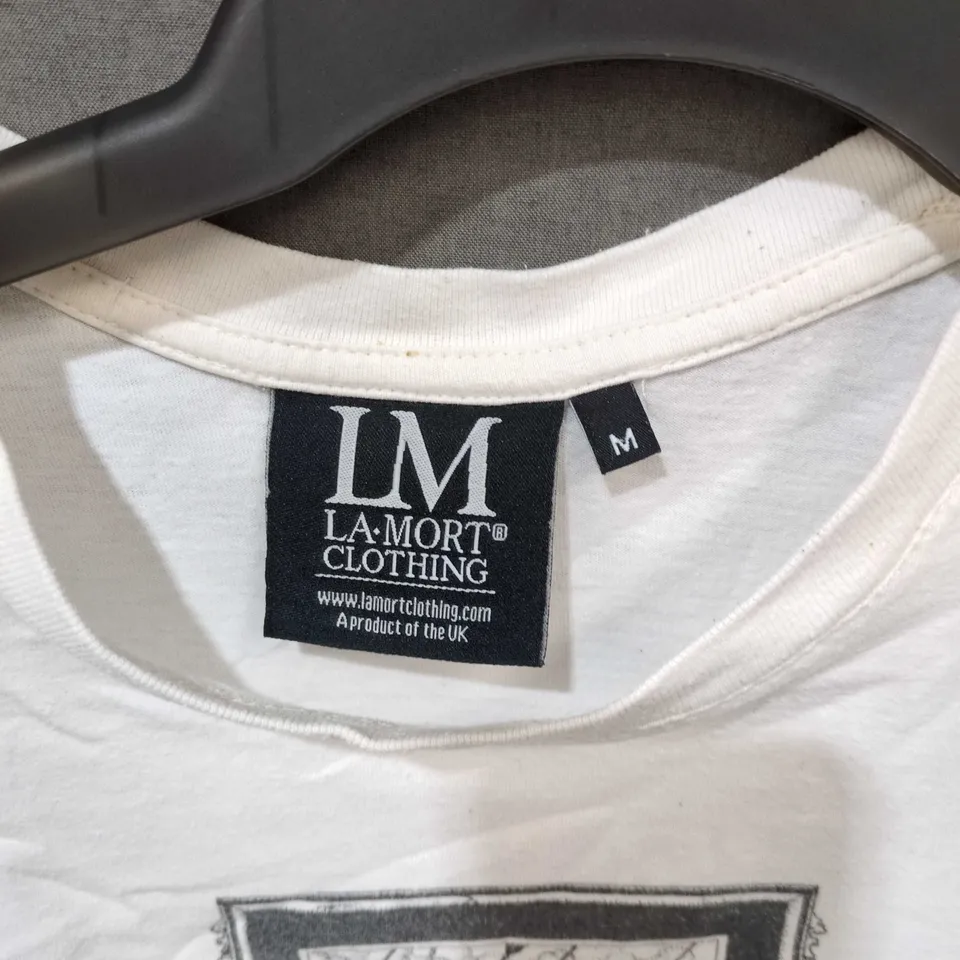 LM
LA·MORT®
CLOTHING
www.lamortclothing.com
A product of the UK
M